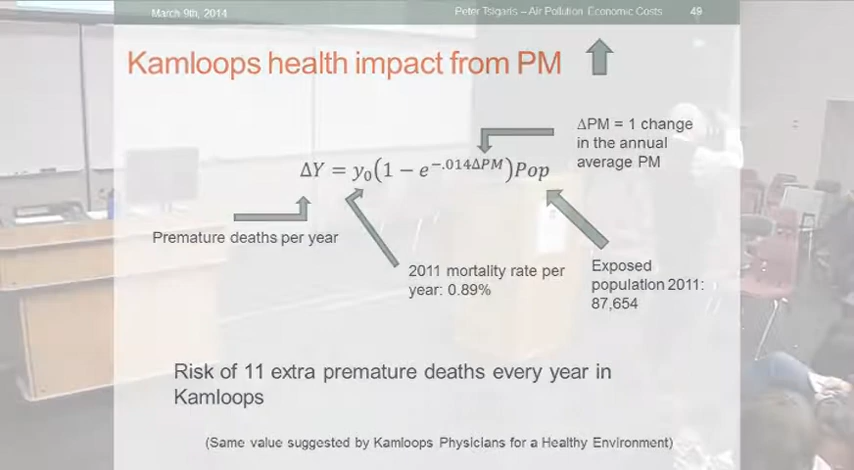 March 9th, 2014
Peter Tsigaris – Air Pollution Economic Costs
49
Kamloops health impact from PM
ΔPM = 1 change
in the annual
average PM
ΔY = y₀(1 − e^−.014ΔPM)Pop
Premature deaths per year
2011 mortality rate per
year: 0.89%
Exposed
population 2011:
87,654
Risk of 11 extra premature deaths every year in
Kamloops
(Same value suggested by Kamloops Physicians for a Healthy Environment)